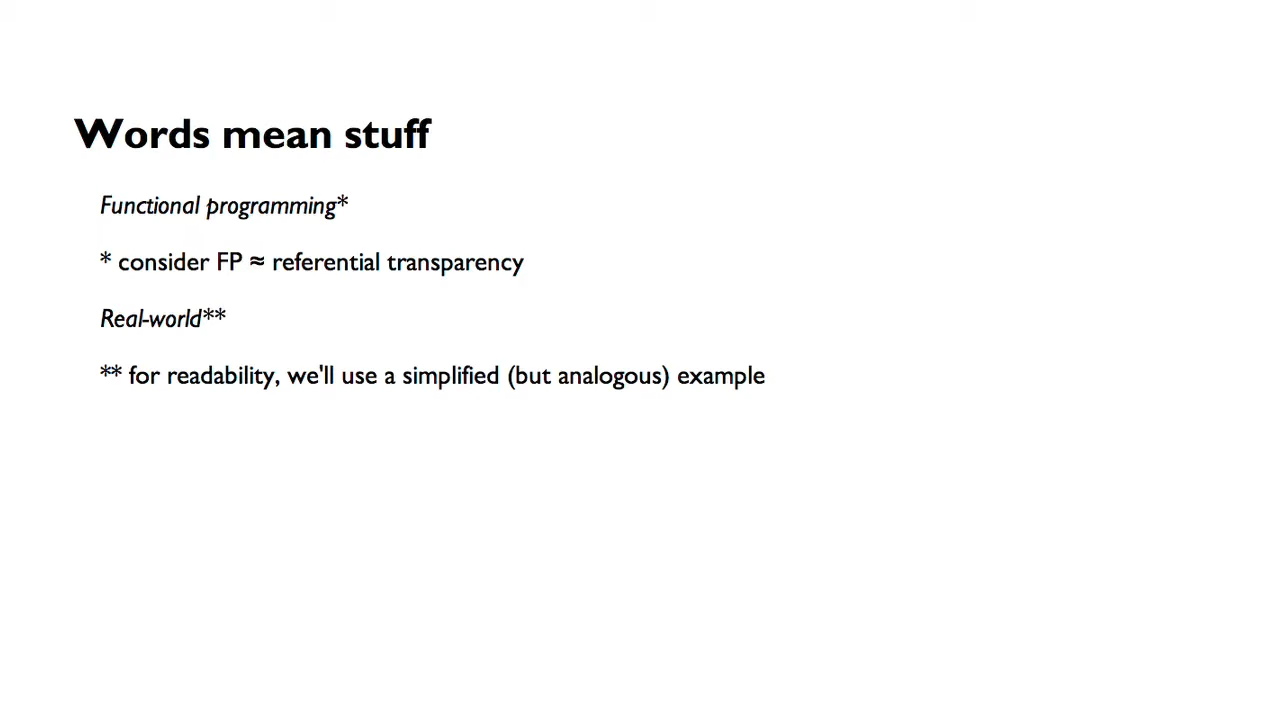 Words mean stuff
Functional programming*
* consider FP ≈ referential transparency
Real-world**
** for readability, we'll use a simplified (but analogous) example